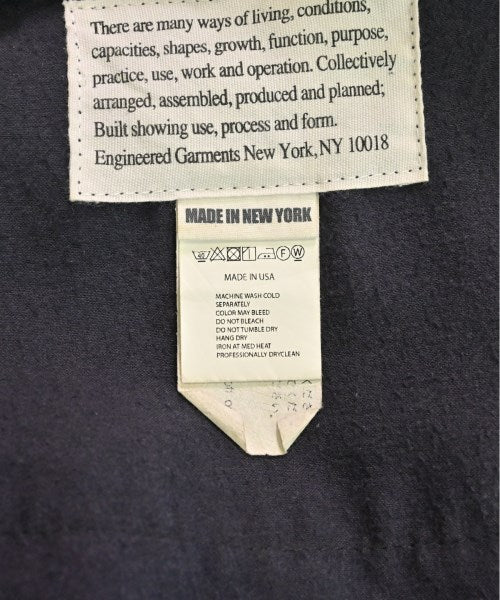 There are many ways of living, conditions,
capacities, shapes, growth, function, purpose,
practice, use, work and operation. Collectively
arranged, assembled, produced and planned;
Built showing use, process and form.
Engineered Garments New York, NY 10018
MADE IN NEW YORK
F W
MADE IN USA
MACHINE WASH COLD
SEPARATELY
COLOR MAY BLEED
DO NOT BLEACH
DO NOT TUMBLE DRY
HANG DRY
IRON AT MED HEAT
PROFESSIONALLY DRYCLEAN